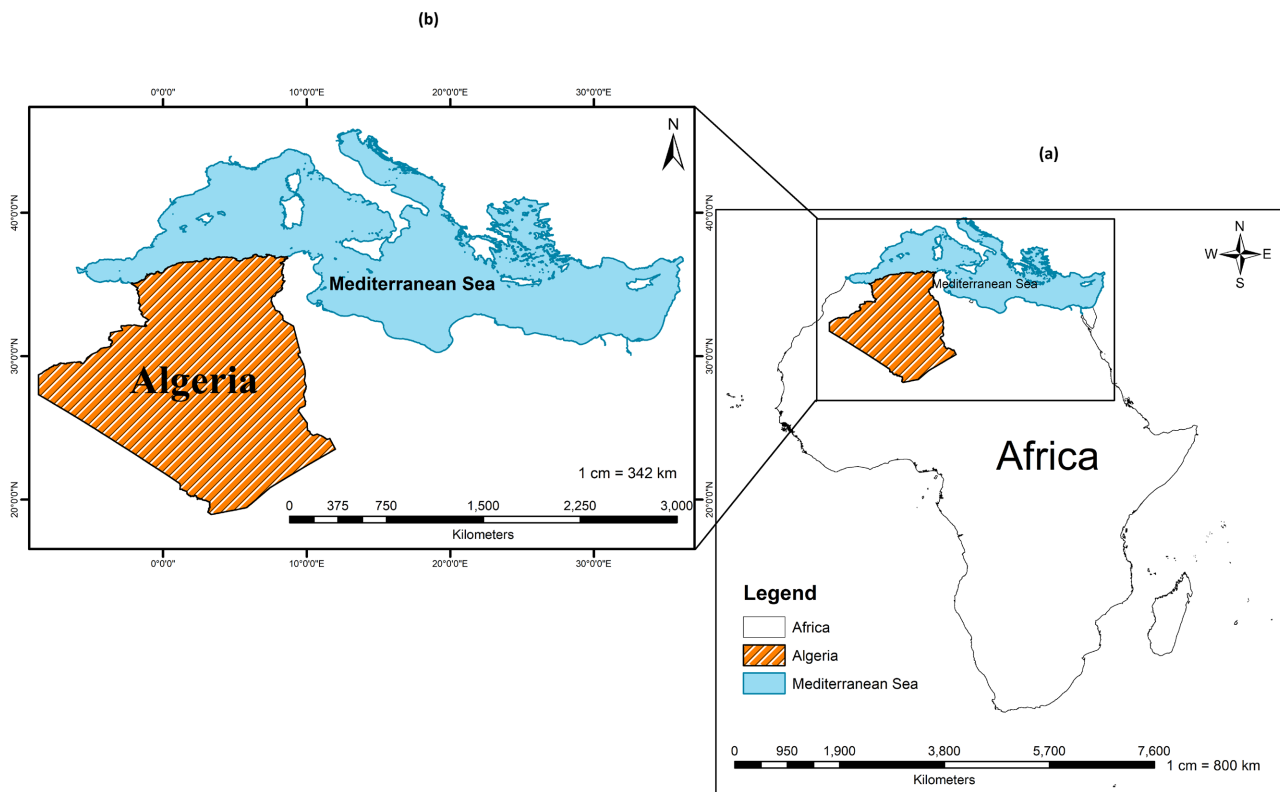 (b)
0°0'0"
10°0'0"E
20°0'0"E
30°0'0"E
N
40°0'0"N
40°0'0"N
Mediterranean Sea
30°0'0"N
30°0'0"N
Algeria
20°0'0"N
20°0'0"N
1 cm = 342 km
0 375 750 1,500 2,250 3,000
Kilometers
0°0'0"
10°0'0"E
20°0'0"E
30°0'0"E
(a)
N
W E
S
Mediterranean Sea
Africa
Legend
Africa
Algeria
Mediterranean Sea
0 950 1,900 3,800 5,700 7,600
1 cm = 800 km
Kilometers